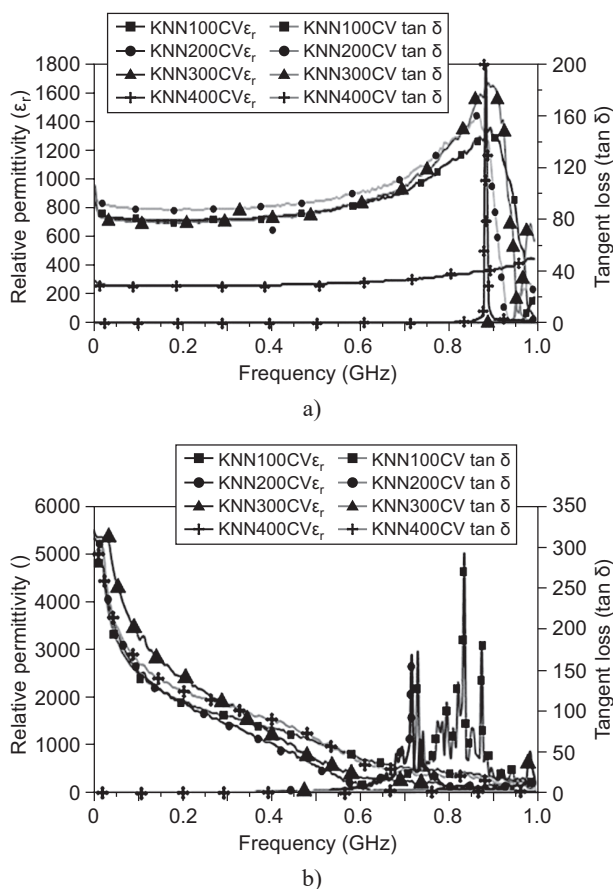 KNN100CVεr KNN100CV tan δ
KNN200CVεr KNN200CV tan δ
KNN300CVεr KNN300CV tan δ
KNN400CVεr KNN400CV tan δ
Relative permittivity (εr)
1800
1600
1400
1200
1000
800
600
400
200
0
200
160
120
80
40
0
Tangent loss (tan δ)
0 0.2 0.4 0.6 0.8 1.0
Frequency (GHz)
a)
KNN100CVεr KNN100CV tan δ
KNN200CVεr KNN200CV tan δ
KNN300CVεr KNN300CV tan δ
KNN400CVεr KNN400CV tan δ
Relative permittivity ()
6000
5000
4000
3000
2000
1000
0
350
300
250
200
150
100
50
0
Tangent loss (tan δ)
0 0.2 0.4 0.6 0.8 1.0
Frequency (GHz)
b)